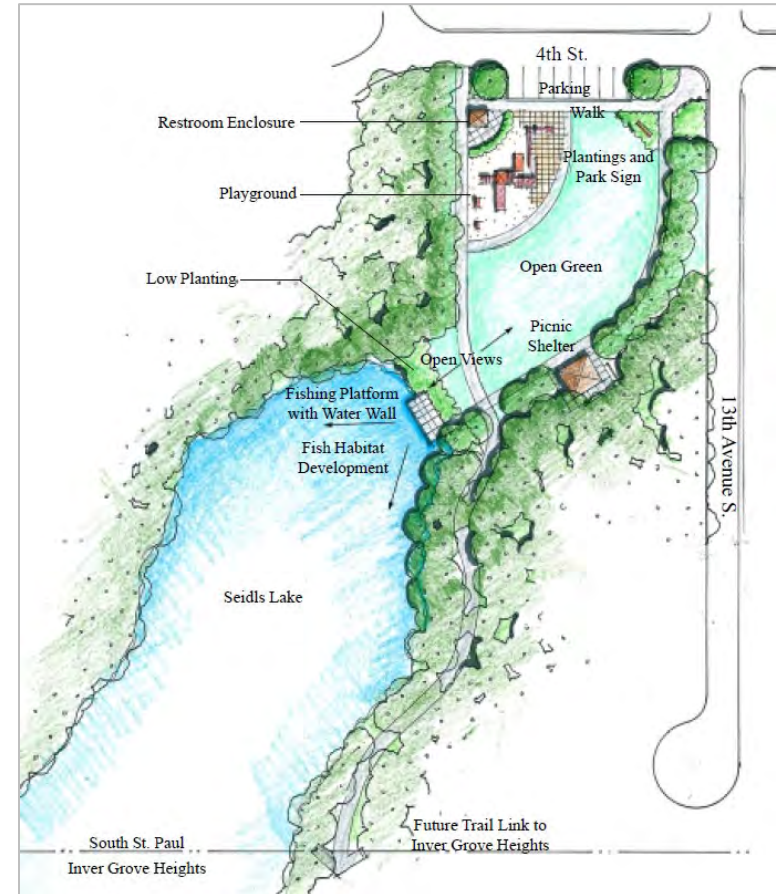 4th St.
Parking
Restroom Enclosure
Walk
Plantings and
Park Sign
Playground
Open Green
Low Planting
Picnic
Shelter
Open Views
Fishing Platform
with Water Wall
Fish Habitat
Development
13th Avenue S.
Seidls Lake
Future Trail Link to
Inver Grove Heights
South St. Paul
Inver Grove Heights